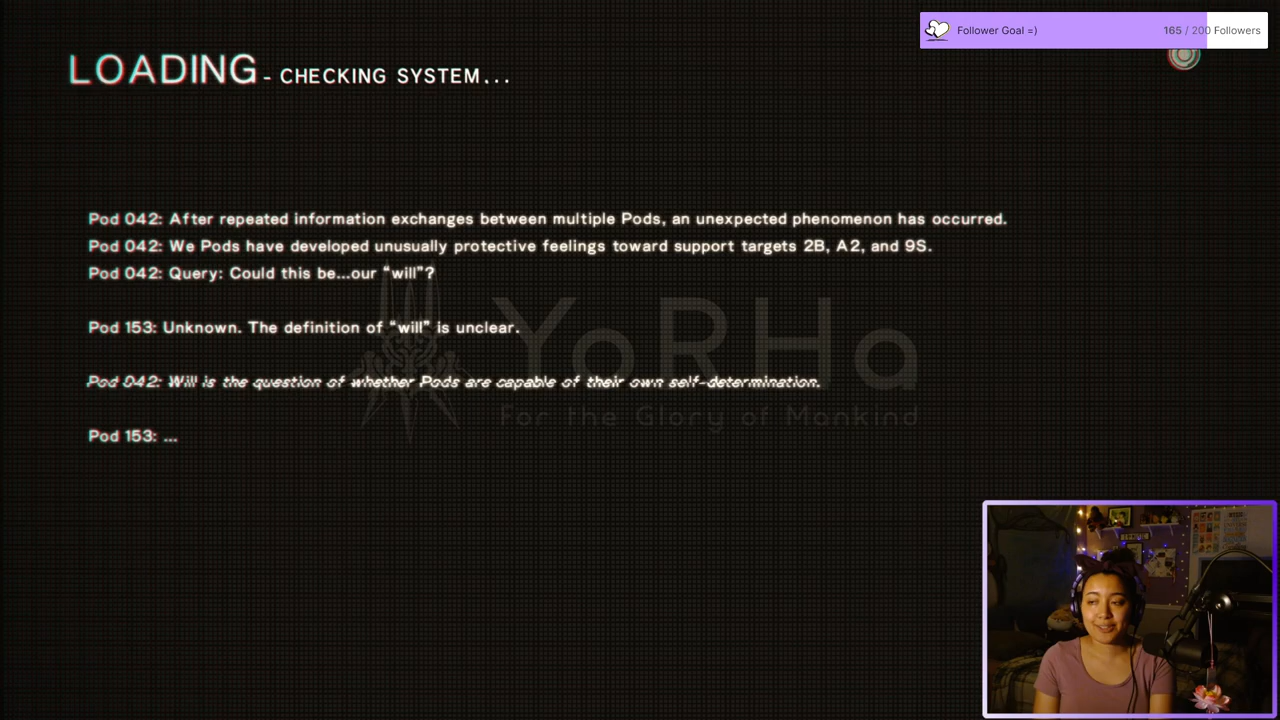 Follower Goal =)
165 / 200 Followers
LOADING - CHECKING SYSTEM...
Pod 042: After repeated information exchanges between multiple Pods, an unexpected phenomenon has occurred.
Pod 042: We Pods have developed unusually protective feelings toward support targets 2B, A2, and 9S.
Pod 042: Query: Could this be...our “will”?
Pod 153: Unknown. The definition of “will” is unclear.
YoRHa
Pod 042: Will is the question of whether Pods are capable of their own self-determination.
For the Glory of Mankind
Pod 153: ...